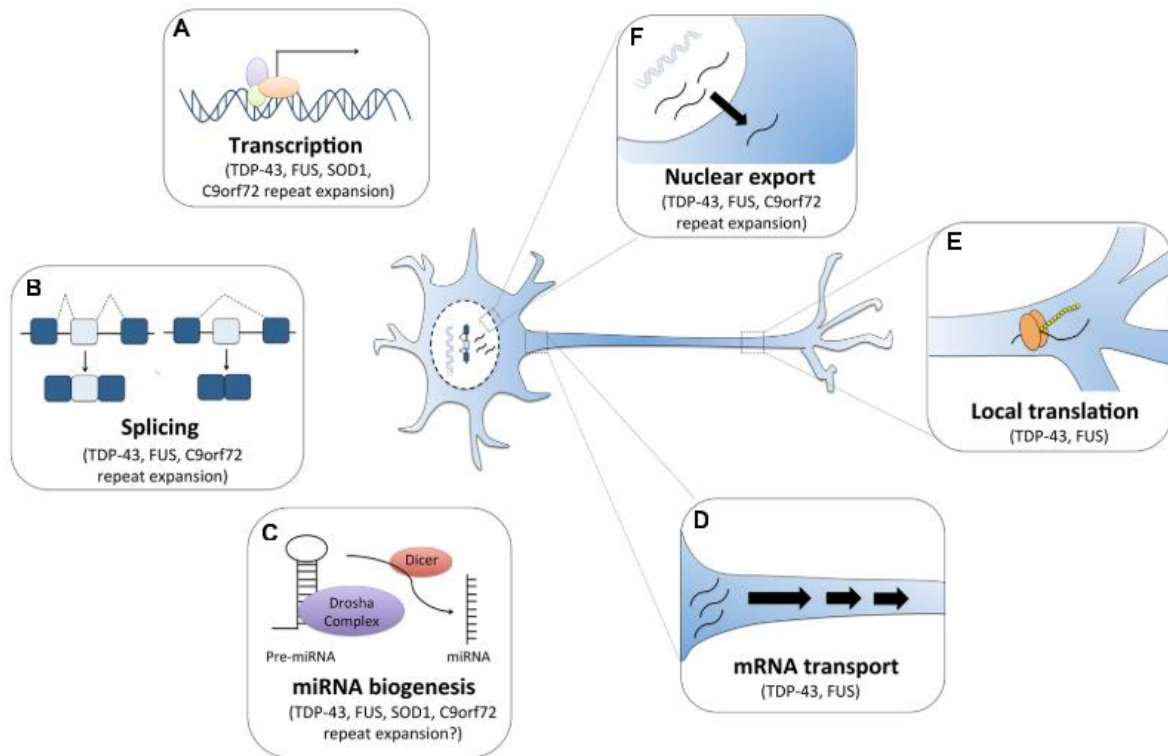 A
Transcription
(TDP-43, FUS, SOD1,
C9orf72 repeat expansion)
F
Nuclear export
(TDP-43, FUS, C9orf72
repeat expansion)
B
Splicing
(TDP-43, FUS, C9orf72
repeat expansion)
E
Local translation
(TDP-43, FUS)
C
Dicer
Drosha
Complex
Pre-miRNA
miRNA
miRNA biogenesis
(TDP-43, FUS, SOD1, C9orf72
repeat expansion?)
D
mRNA transport
(TDP-43, FUS)